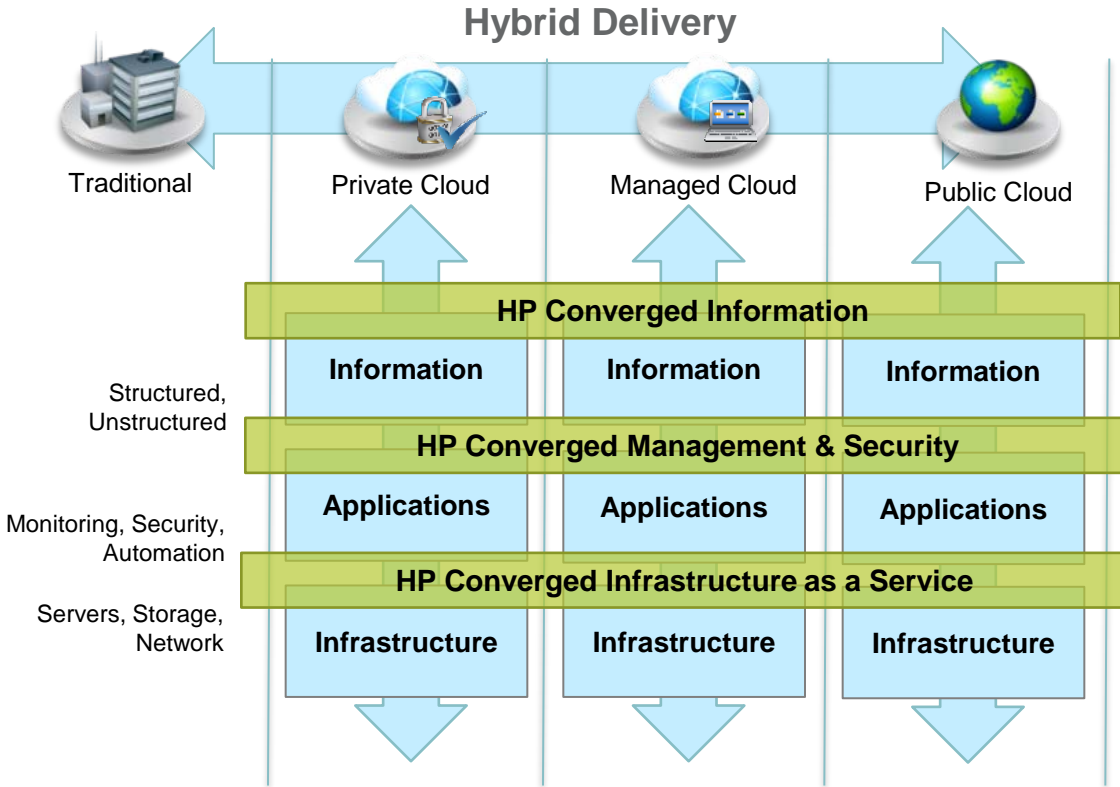 Hybrid Delivery
Traditional
Private Cloud
Managed Cloud
Public Cloud
HP Converged Information
Information
Information
Information
Structured,
Unstructured
HP Converged Management & Security
Applications
Applications
Applications
Monitoring, Security,
Automation
HP Converged Infrastructure as a Service
Servers, Storage,
Network
Infrastructure
Infrastructure
Infrastructure